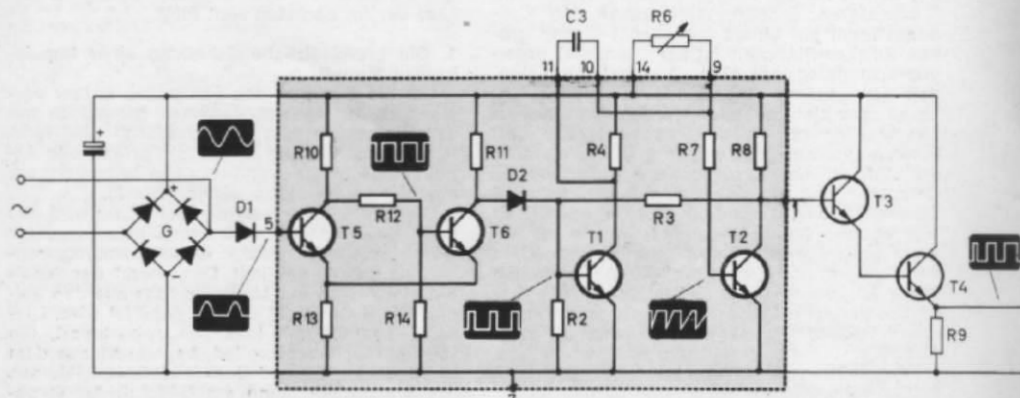 C3 R6
11 10 14 9
+
R10 R11 R4 R7 R8
D2
D1 5 + G T5 R12 T6 R3 1 T3
~
T1 T2
T4
R13 R14 R2 R9